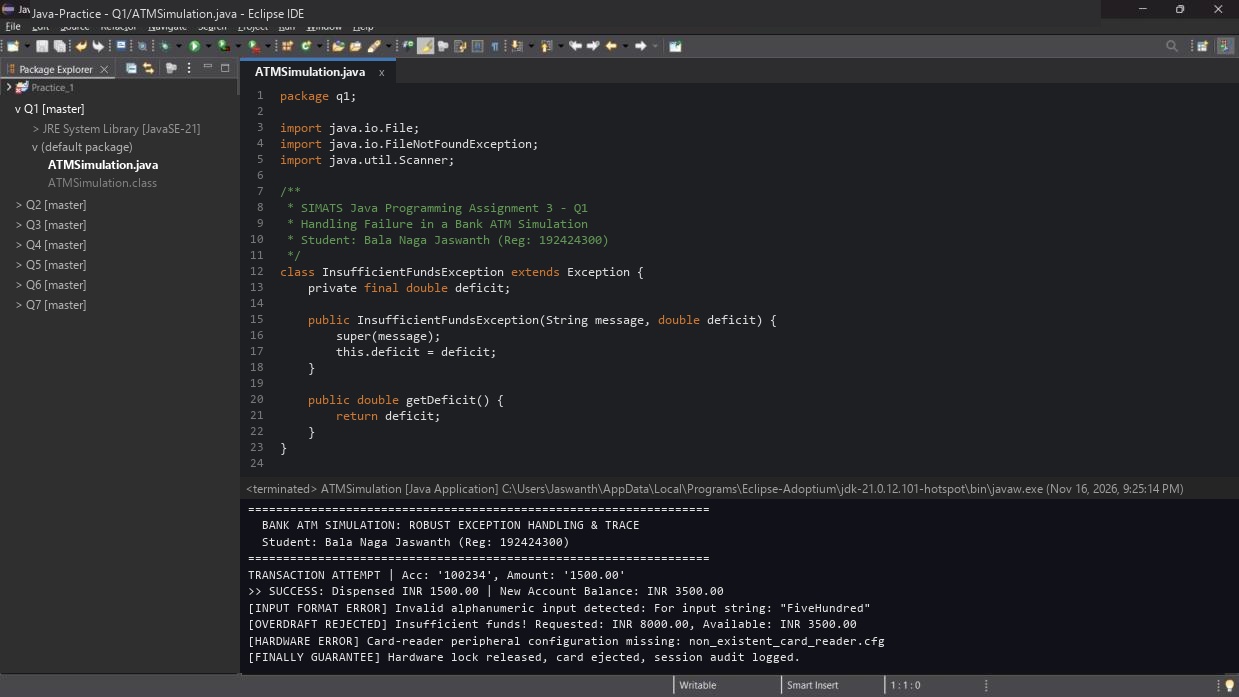 Java-Practice - Q1/ATMSimulation.java - Eclipse IDE
File Edit Source Refactor Navigate Search Project Run Window Help
Package Explorer
Practice_1
v Q1 [master]
> JRE System Library [JavaSE-21]
v (default package)
ATMSimulation.java
ATMSimulation.class
> Q2 [master]
> Q3 [master]
> Q4 [master]
> Q5 [master]
> Q6 [master]
> Q7 [master]
ATMSimulation.java x
1 package q1;
2
3 import java.io.File;
4 import java.io.FileNotFoundException;
5 import java.util.Scanner;
6
7 /**
8 * SIMATS Java Programming Assignment 3 - Q1
9 * Handling Failure in a Bank ATM Simulation
10 * Student: Bala Naga Jaswanth (Reg: 192424300)
11 */
12 class InsufficientFundsException extends Exception {
13 private final double deficit;
14
15 public InsufficientFundsException(String message, double deficit) {
16 super(message);
17 this.deficit = deficit;
18 }
19
20 public double getDeficit() {
21 return deficit;
22 }
23 }
24
<terminated> ATMSimulation [Java Application] C:\Users\Jaswanth\AppData\Local\Programs\Eclipse-Adoptium\jdk-21.0.12.101-hotspot\bin\javaw.exe (Nov 16, 2026, 9:25:14 PM)
==================================================================
BANK ATM SIMULATION: ROBUST EXCEPTION HANDLING & TRACE
Student: Bala Naga Jaswanth (Reg: 192424300)
==================================================================
TRANSACTION ATTEMPT | Acc: '100234', Amount: '1500.00'
>> SUCCESS: Dispensed INR 1500.00 | New Account Balance: INR 3500.00
[INPUT FORMAT ERROR] Invalid alphanumeric input detected: For input string: "FiveHundred"
[OVERDRAFT REJECTED] Insufficient funds! Requested: INR 8000.00, Available: INR 3500.00
[HARDWARE ERROR] Card-reader peripheral configuration missing: non_existent_card_reader.cfg
[FINALLY GUARANTEE] Hardware lock released, card ejected, session audit logged.
Writable
Smart Insert
1 : 1 : 0